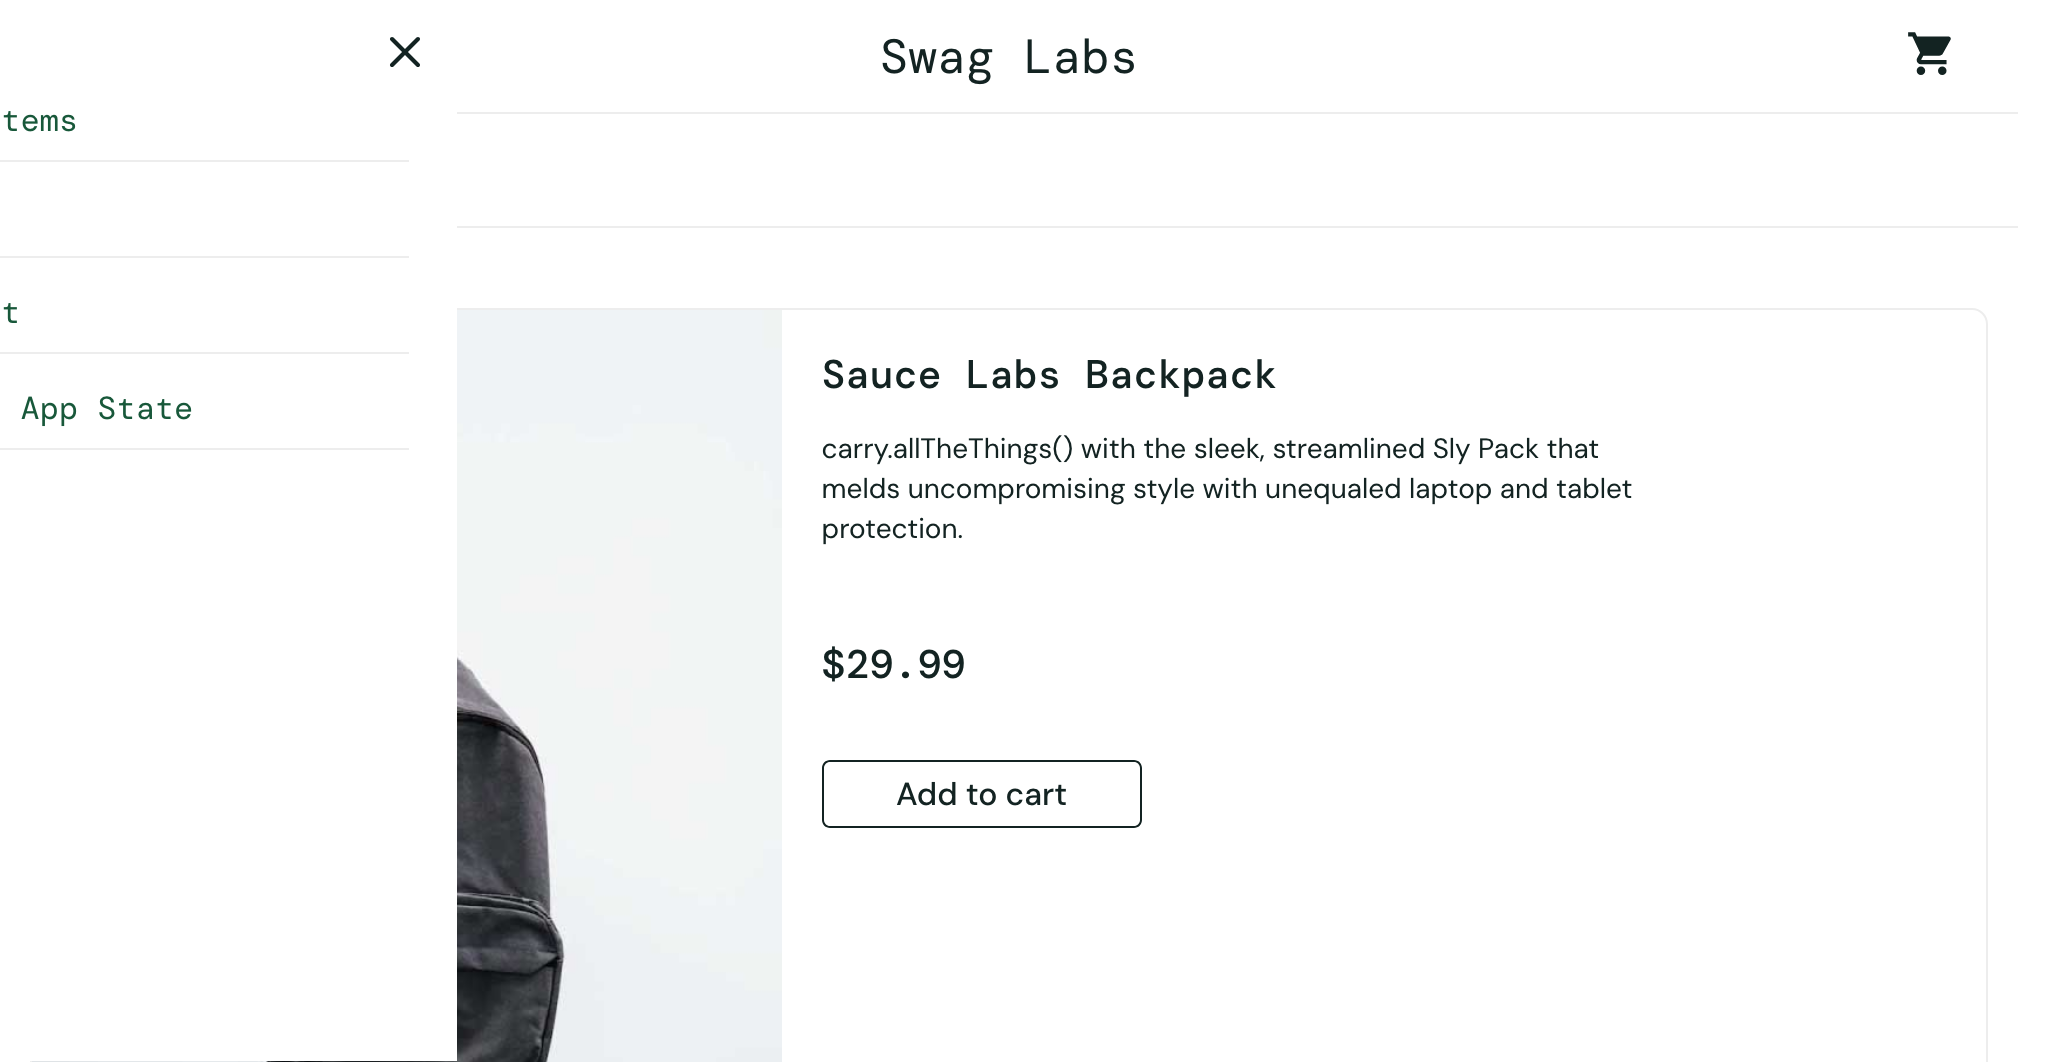 Swag Labs
tems
t
App State
Sauce Labs Backpack
carry.allTheThings() with the sleek, streamlined Sly Pack that
melds uncompromising style with unequaled laptop and tablet
protection.
$29.99
Add to cart